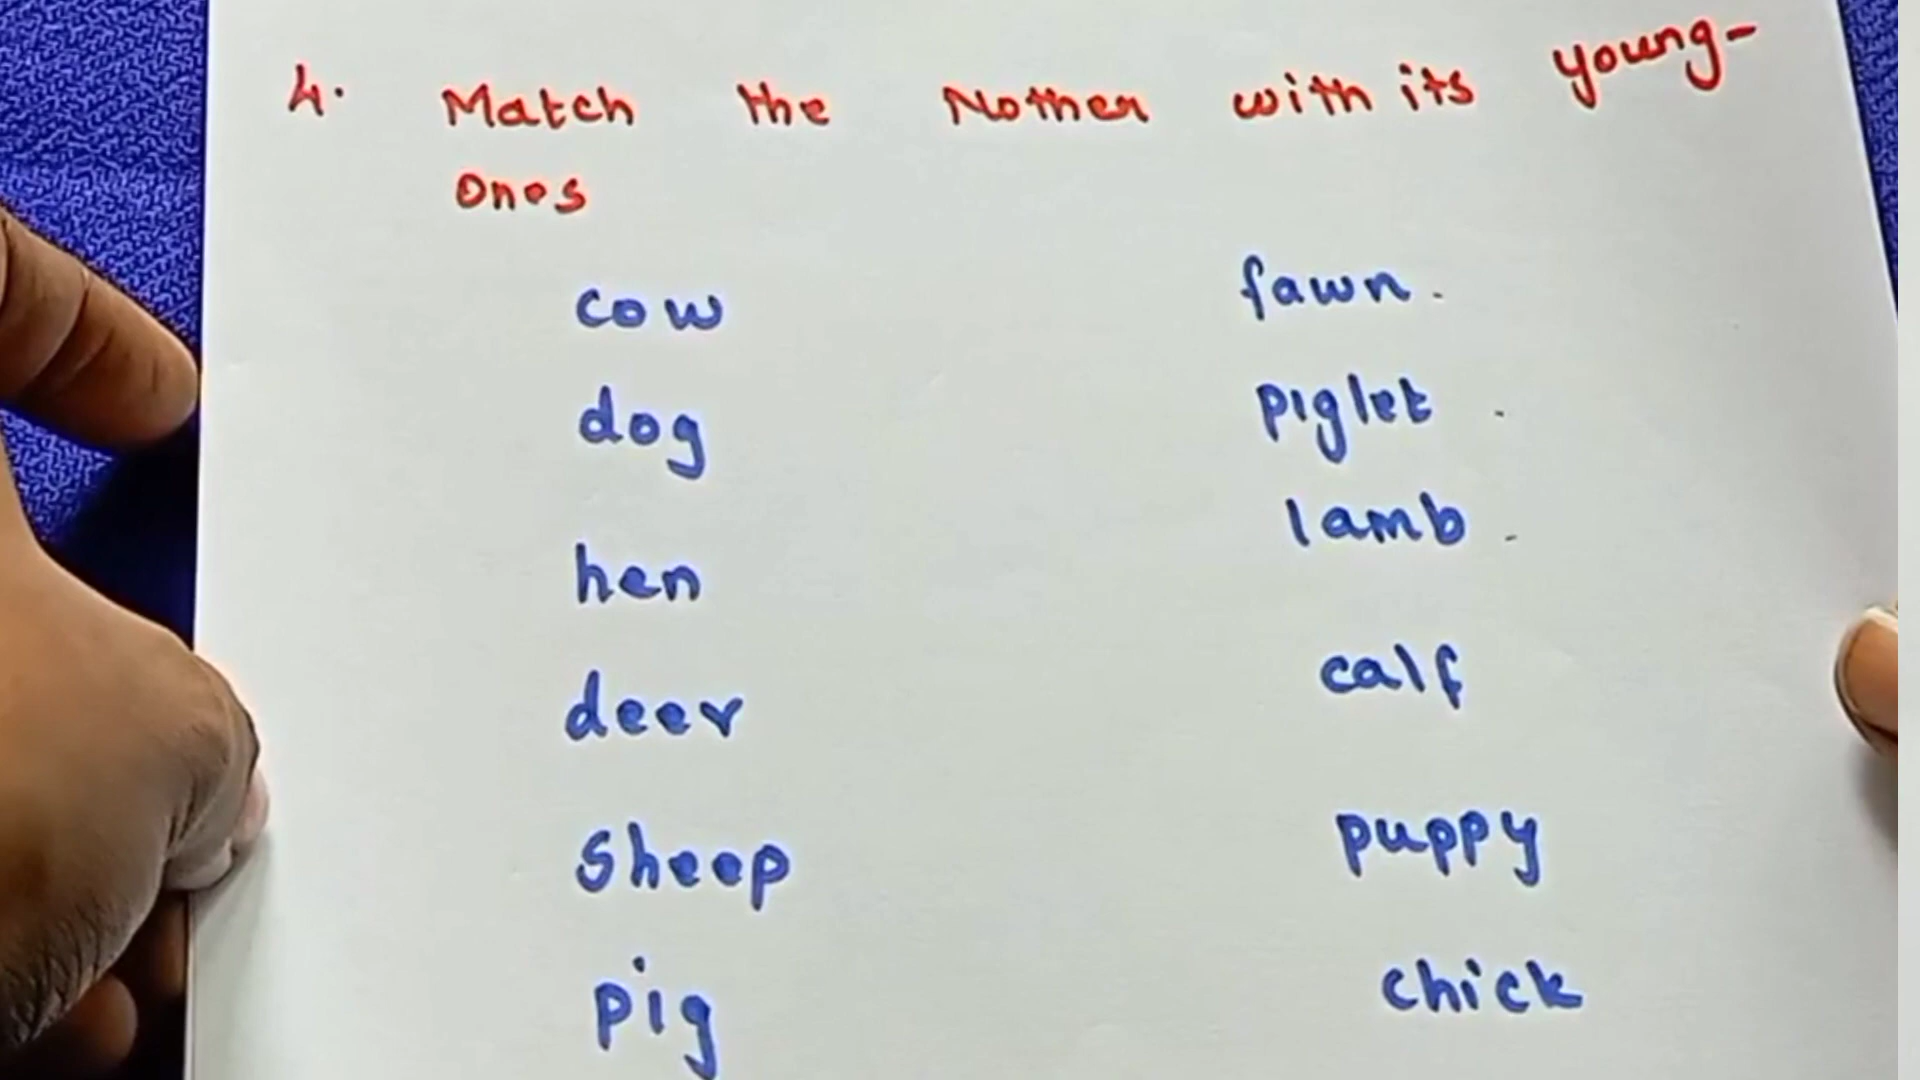 4. Match the Mother with its young-
ones
cow fawn.
dog piglet
hen lamb
deer calf
sheep puppy
pig chick